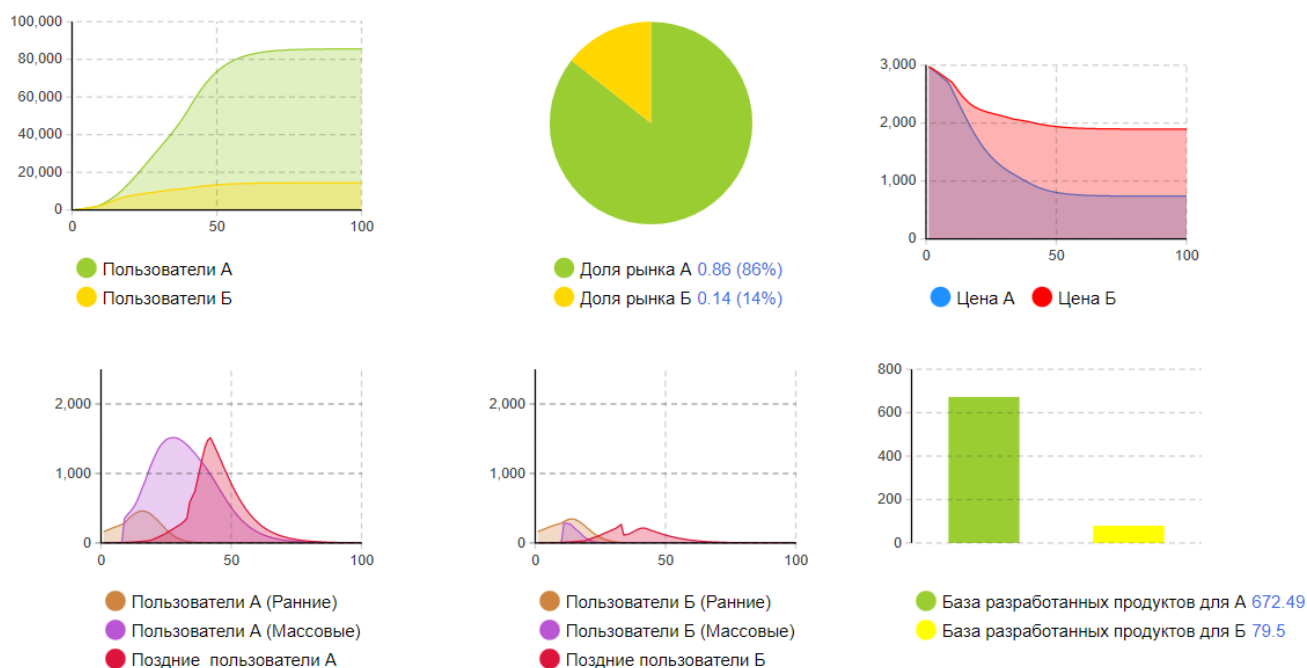 100,000
80,000
60,000
40,000
20,000
0
0 50 100
Пользователи А
Пользователи Б
Доля рынка А 0.86 (86%)
Доля рынка Б 0.14 (14%)
3,000
2,000
1,000
0
0 50 100
Цена А Цена Б
2,000
1,000
0
0 50 100
Пользователи А (Ранние)
Пользователи А (Массовые)
Поздние пользователи А
2,000
1,000
0
0 50 100
Пользователи Б (Ранние)
Пользователи Б (Массовые)
Поздние пользователи Б
800
600
400
200
0
База разработанных продуктов для А 672.49
База разработанных продуктов для Б 79.5